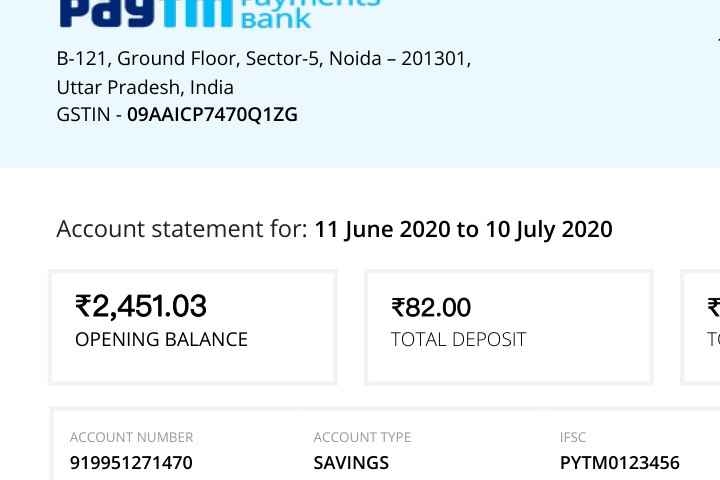 Paytm Payments
Bank
B-121, Ground Floor, Sector-5, Noida – 201301,
Uttar Pradesh, India
GSTIN - 09AAICP7470Q1ZG
Account statement for: 11 June 2020 to 10 July 2020
₹2,451.03 ₹82.00 ₹
OPENING BALANCE TOTAL DEPOSIT
ACCOUNT NUMBER ACCOUNT TYPE IFSC
919951271470 SAVINGS PYTM0123456